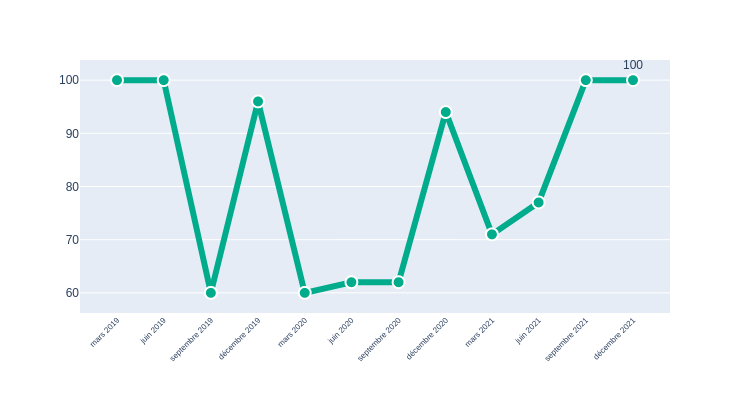 100
100
90
80
70
60
mars 2019
juin 2019
septembre 2019
décembre 2019
mars 2020
juin 2020
septembre 2020
décembre 2020
mars 2021
juin 2021
septembre 2021
décembre 2021